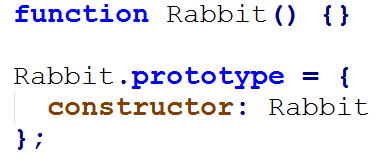 function Rabbit() {}
Rabbit.prototype = {
  constructor: Rabbit
};